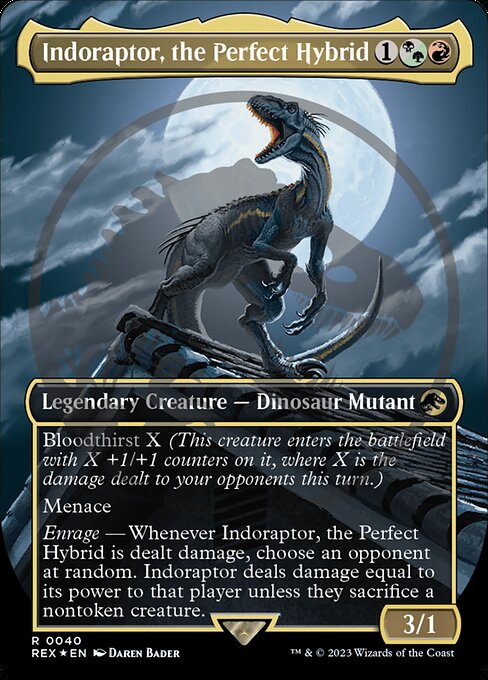 Indoraptor, the Perfect Hybrid 1
Legendary Creature — Dinosaur Mutant
Bloodthirst X (This creature enters the battlefield
with X +1/+1 counters on it, where X is the
damage dealt to your opponents this turn.)
Menace
Enrage — Whenever Indoraptor, the Perfect
Hybrid is dealt damage, choose an opponent
at random. Indoraptor deals damage equal to
its power to that player unless they sacrifice a
nontoken creature.
3/1
R 0040
REX★EN Daren Bader
™ & © 2023 Wizards of the Coast